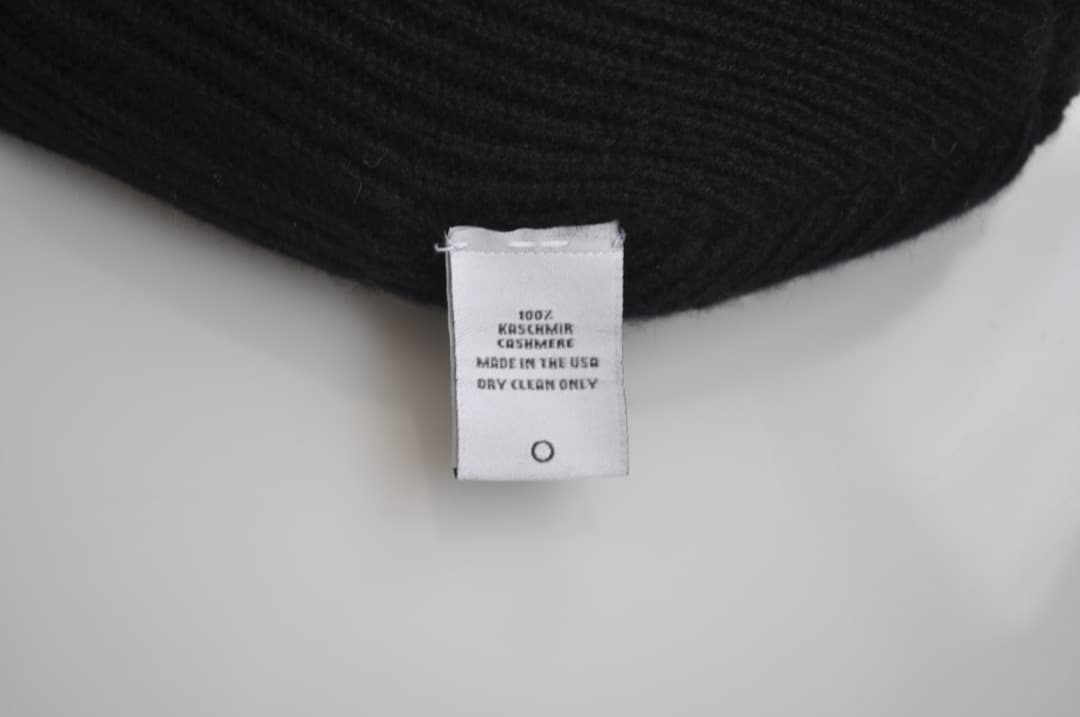 100%
KASCHMIR
CASHMERE
MADE IN THE USA
DRY CLEAN ONLY